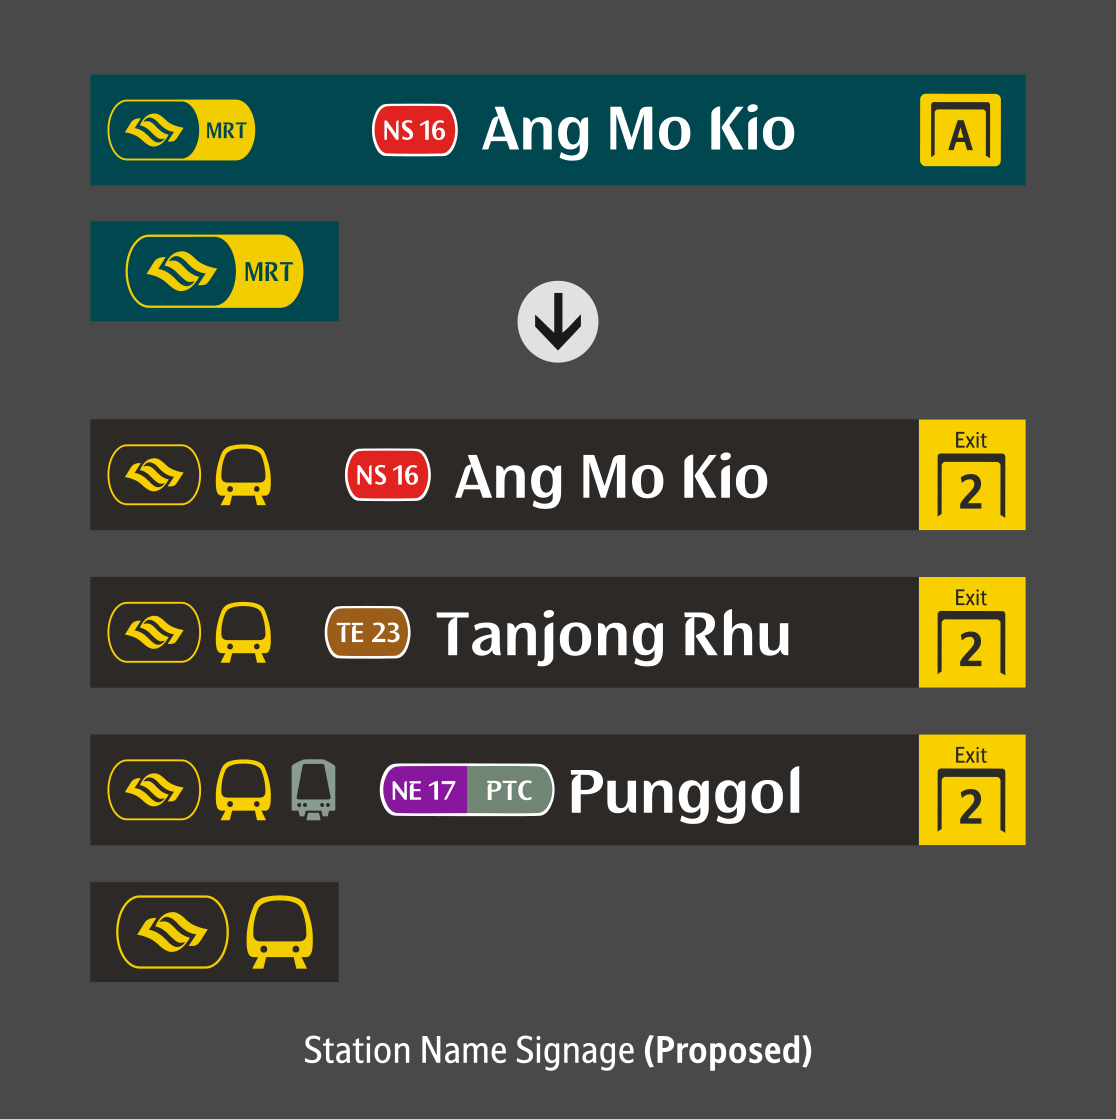 MRT NS 16 Ang Mo Kio A
MRT
Exit
NS 16 Ang Mo Kio 2
Exit
TE 23 Tanjong Rhu 2
Exit
NE 17 PTC Punggol 2
Station Name Signage (Proposed)